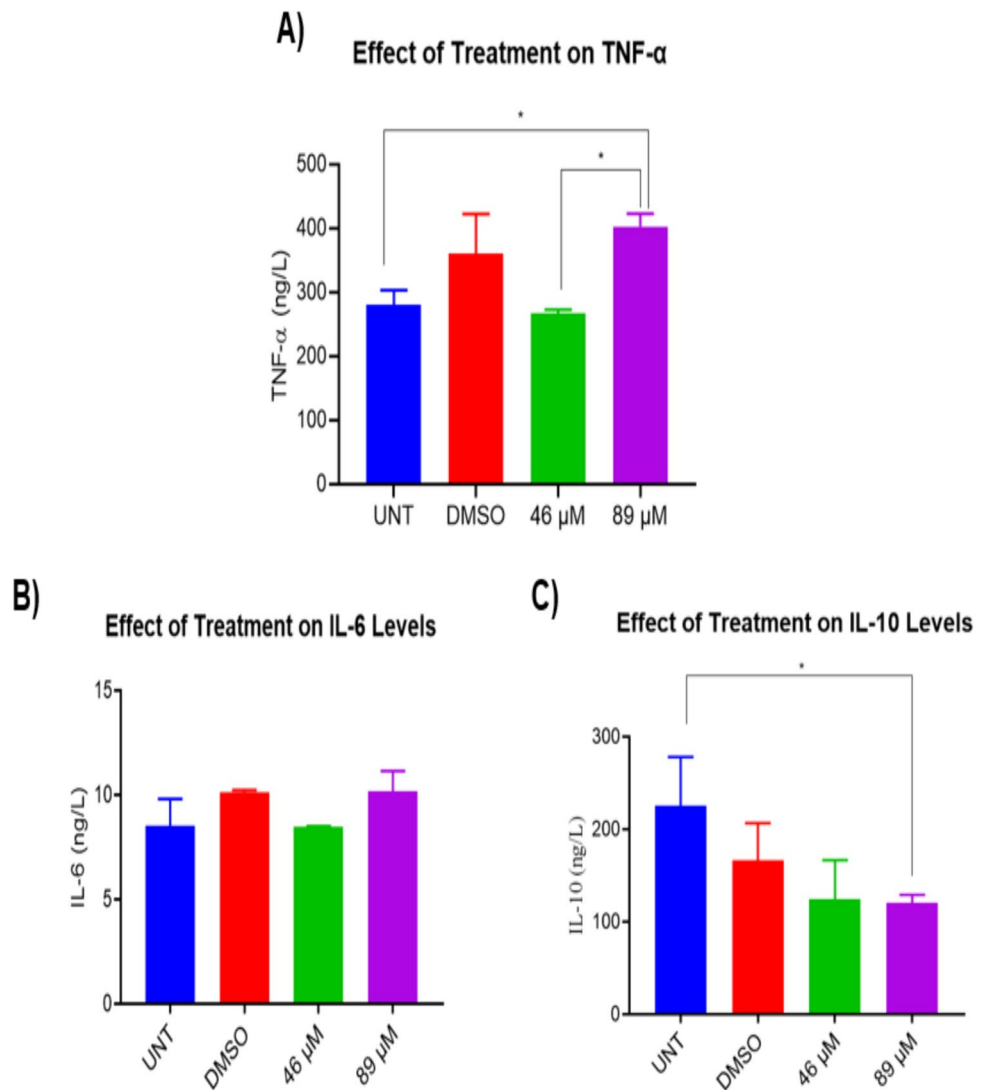 A)
Effect of Treatment on TNF-α
*
*
500
400
300
200
100
0
TNF-α (ng/L)
UNT DMSO 46 µM 89 µM
B)
Effect of Treatment on IL-6 Levels
15
10
5
0
IL-6 (ng/L)
UNT DMSO 46 µM 89 µM
C)
Effect of Treatment on IL-10 Levels
*
300
200
100
0
IL-10 (ng/L)
UNT DMSO 46 µM 89 µM